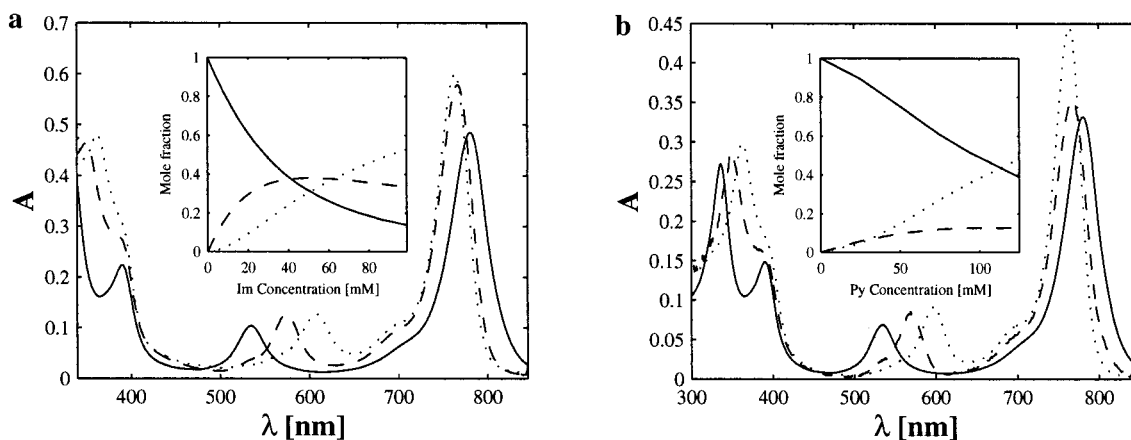 a
A
0.7
0.6
0.5
0.4
0.3
0.2
0.1
0
400 500 600 700 800
λ [nm]
Mole fraction
1
0.8
0.6
0.4
0.2
0
0 20 40 60 80
Im Concentration [mM]
b
A
0.45
0.4
0.35
0.3
0.25
0.2
0.15
0.1
0.05
0
300 400 500 600 700 800
λ [nm]
Mole fraction
1
0.8
0.6
0.4
0.2
0
0 50 100
Py Concentration [mM]